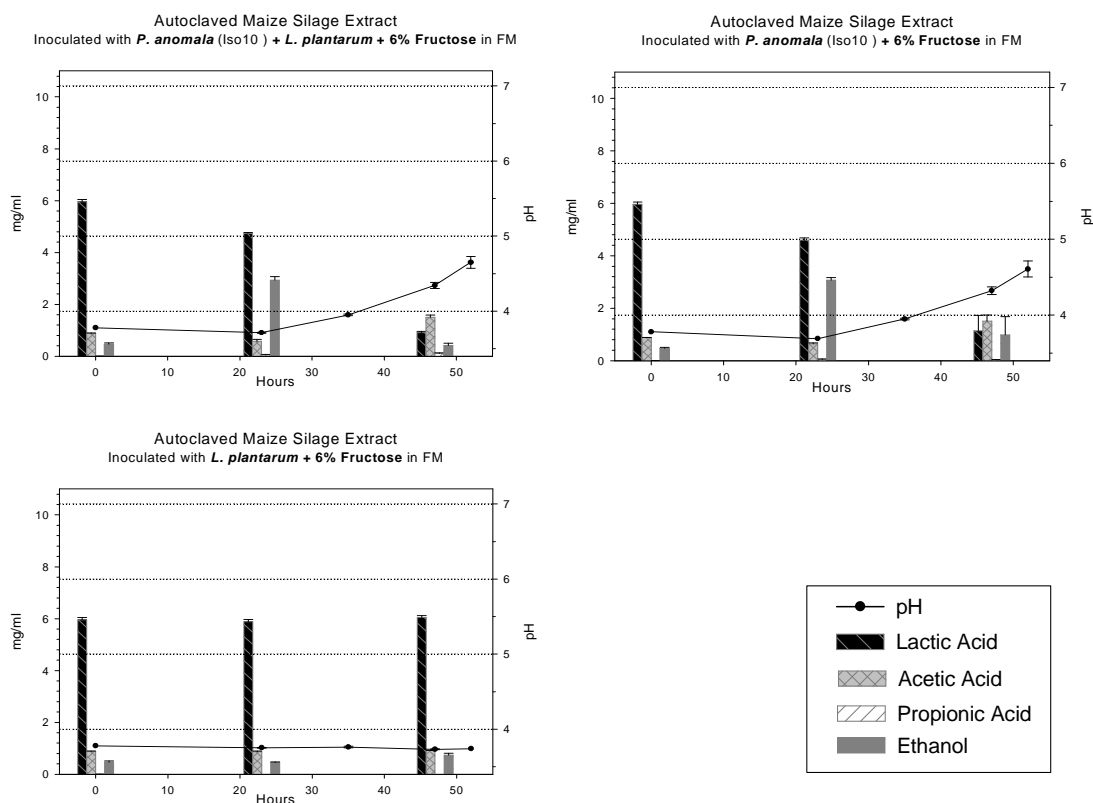 Autoclaved Maize Silage Extract
Inoculated with P. anomala (Iso10 ) + L. plantarum + 6% Fructose in FM
10
8
6
4
2
0
mg/ml
7
6
5
4
pH
0 10 20 30 40 50
Hours
Autoclaved Maize Silage Extract
Inoculated with P. anomala (Iso10 ) + 6% Fructose in FM
10
8
6
4
2
0
mg/ml
7
6
5
4
pH
0 10 20 30 40 50
Hours
Autoclaved Maize Silage Extract
Inoculated with L. plantarum + 6% Fructose in FM
10
8
6
4
2
0
mg/ml
7
6
5
4
pH
0 10 20 30 40 50
Hours
pH
Lactic Acid
Acetic Acid
Propionic Acid
Ethanol